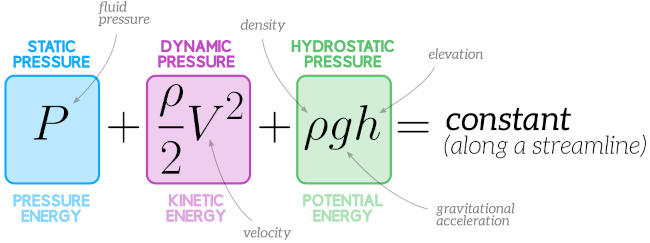 fluid
pressure
STATIC
PRESSURE
DYNAMIC
PRESSURE
density
HYDROSTATIC
PRESSURE
elevation
P + ρ/2 V² + ρgh = constant
(along a streamline)
PRESSURE
ENERGY
KINETIC
ENERGY
POTENTIAL
ENERGY
velocity
gravitational
acceleration